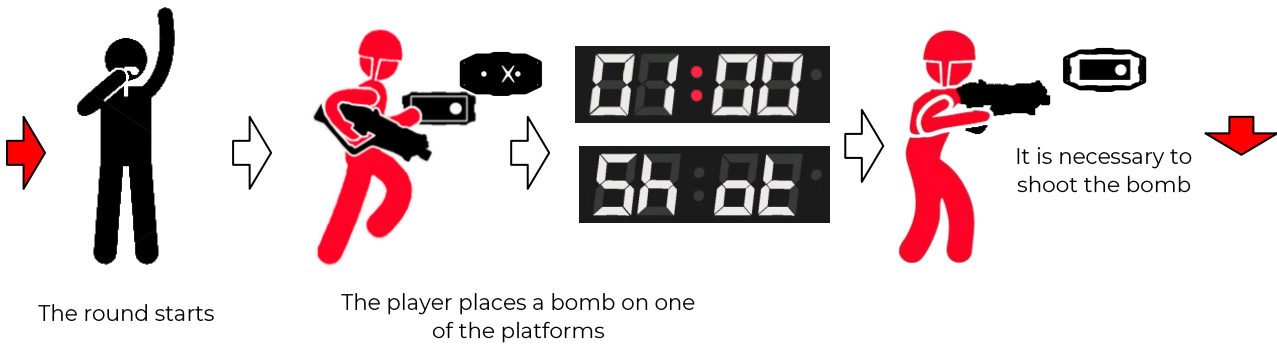 01:00
Sh ot
It is necessary to
shoot the bomb
The round starts
The player places a bomb on one
of the platforms